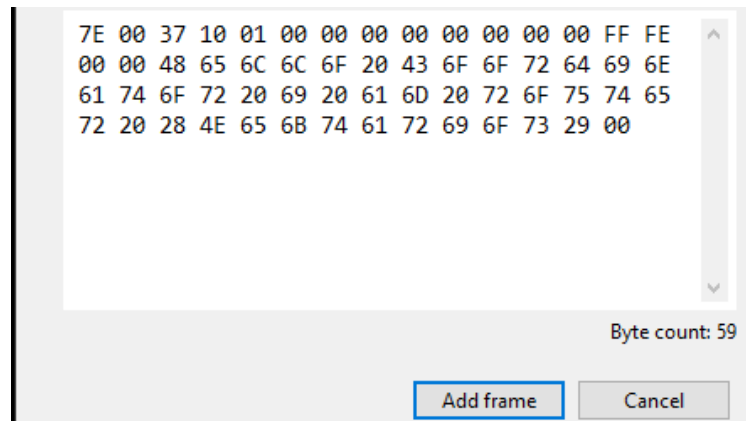 7E 00 37 10 01 00 00 00 00 00 00 00 00 FF FE
00 00 48 65 6C 6C 6F 20 43 6F 6F 72 64 69 6E
61 74 6F 72 20 69 20 61 6D 20 72 6F 75 74 65
72 20 28 4E 65 6B 74 61 72 69 6F 73 29 00
Byte count: 59
Add frame Cancel